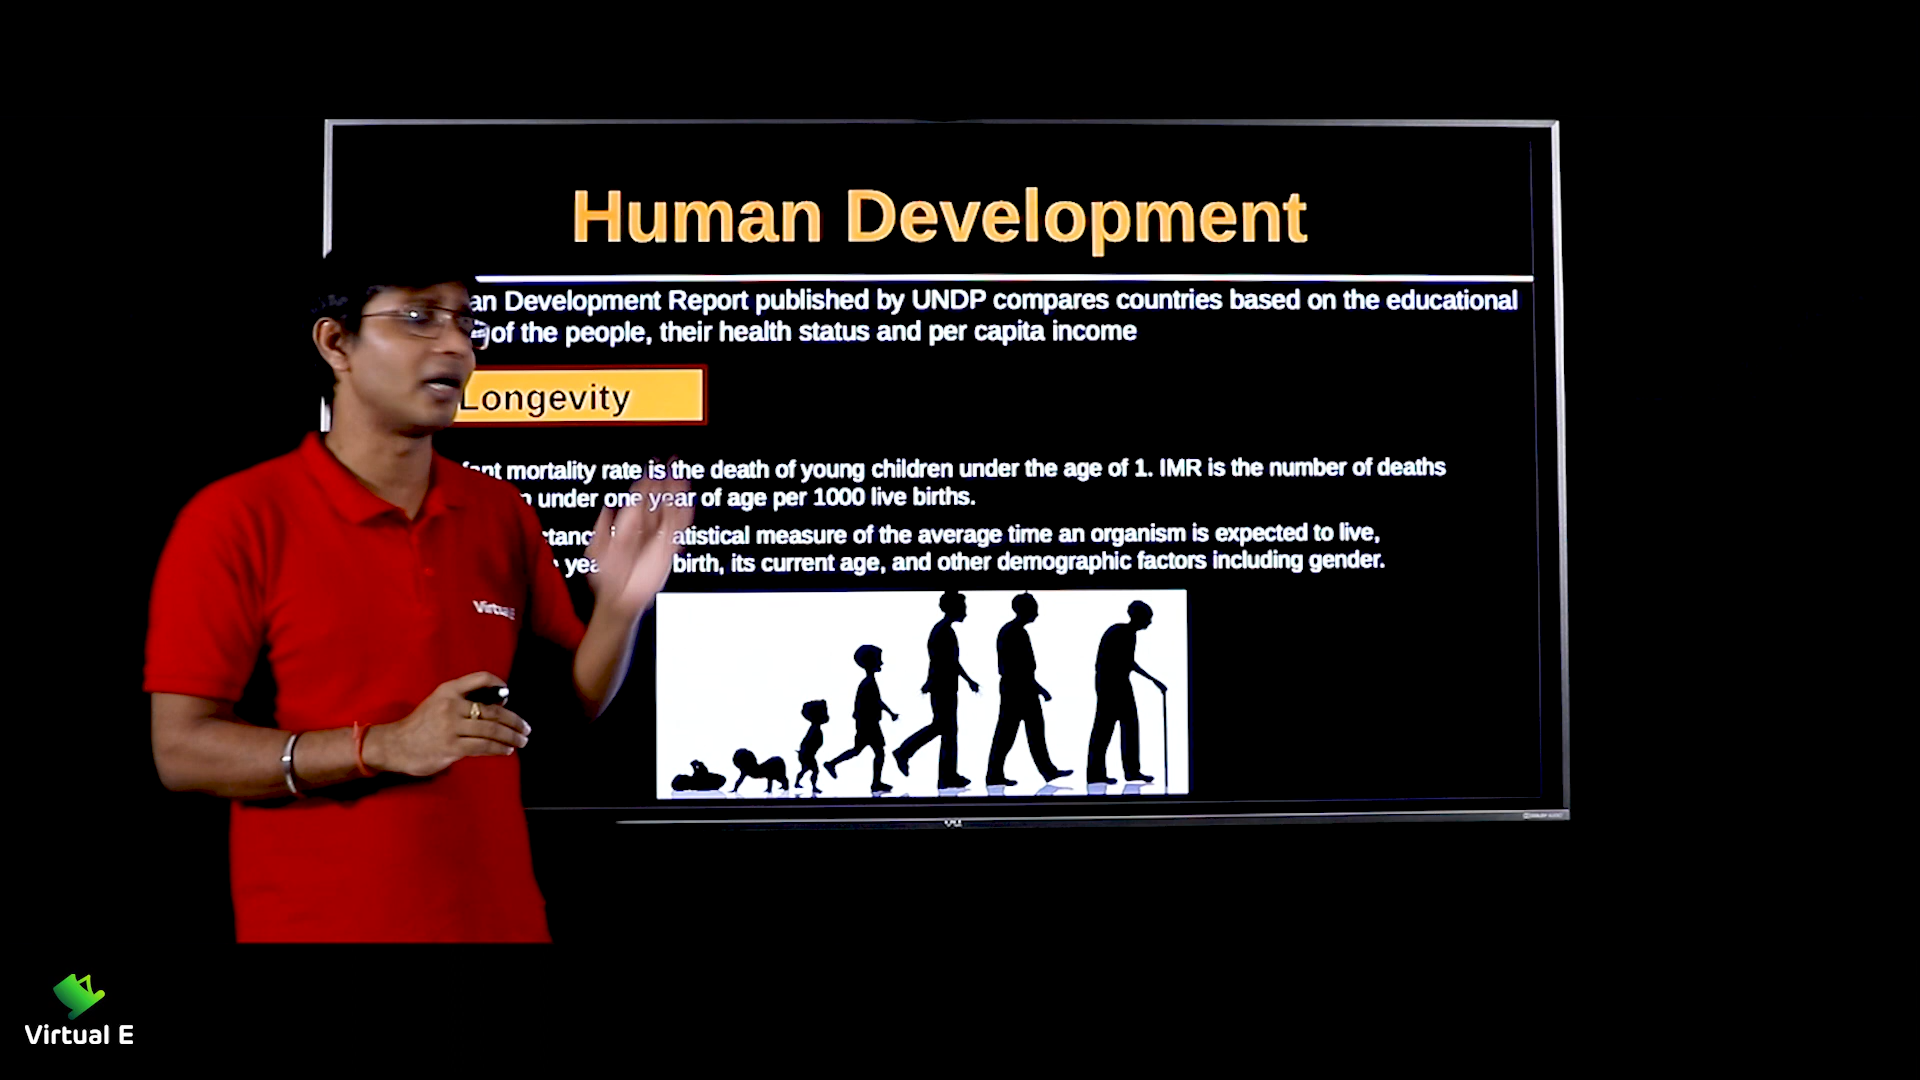 Human Development
Development Report published by UNDP compares countries based on the educational
of the people, their health status and per capita income
Longevity
mortality rate is the death of young children under the age of 1. IMR is the number of deaths
under one year of age per 1000 live births.
measure of the average time an organism is expected to live,
birth, its current age, and other demographic factors including gender.
Virtual E
Virtual E